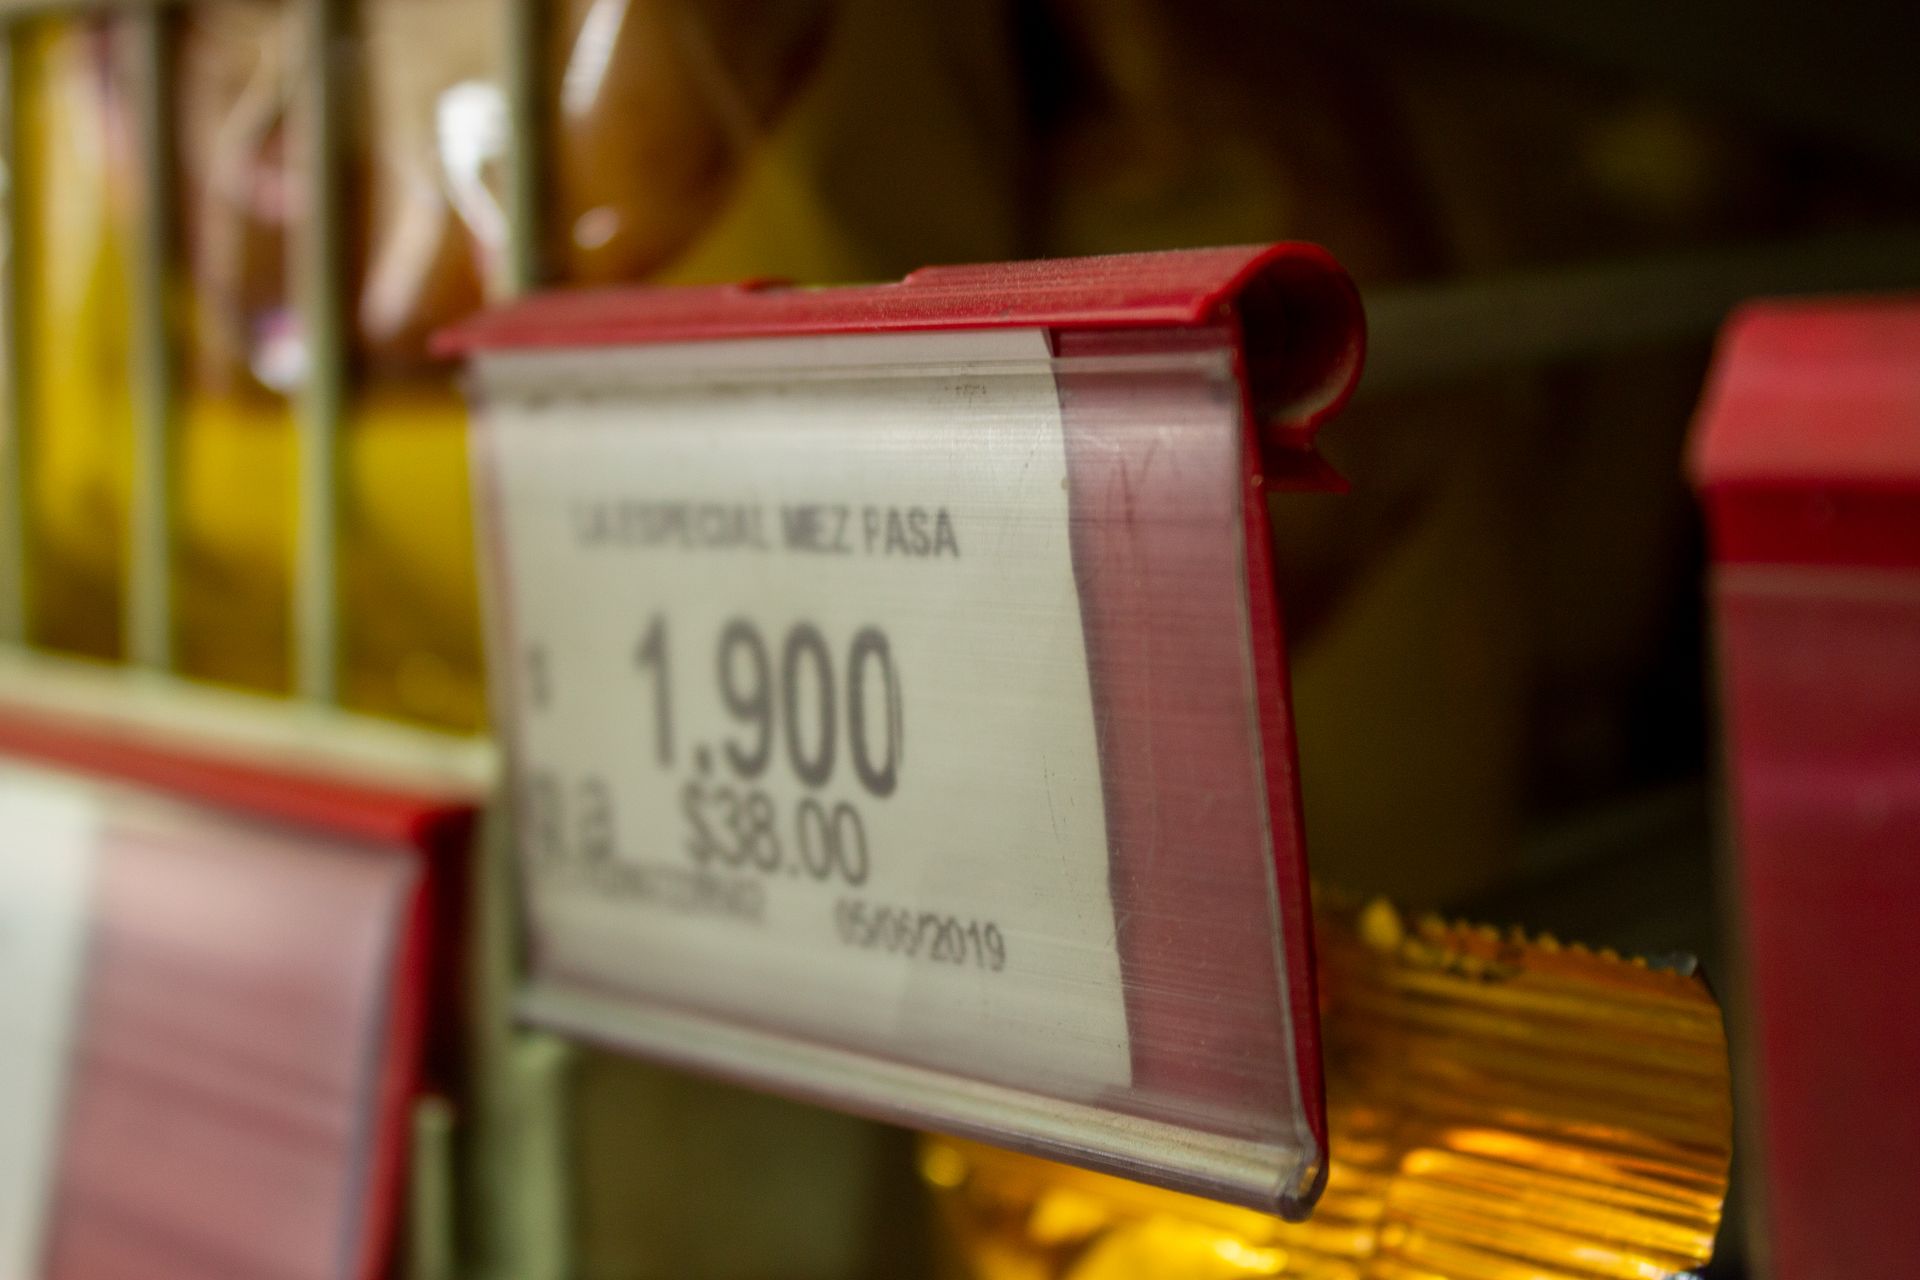 LA ESPECIAL MEZ PASA
$ 1.900
$38.00
05/06/2019